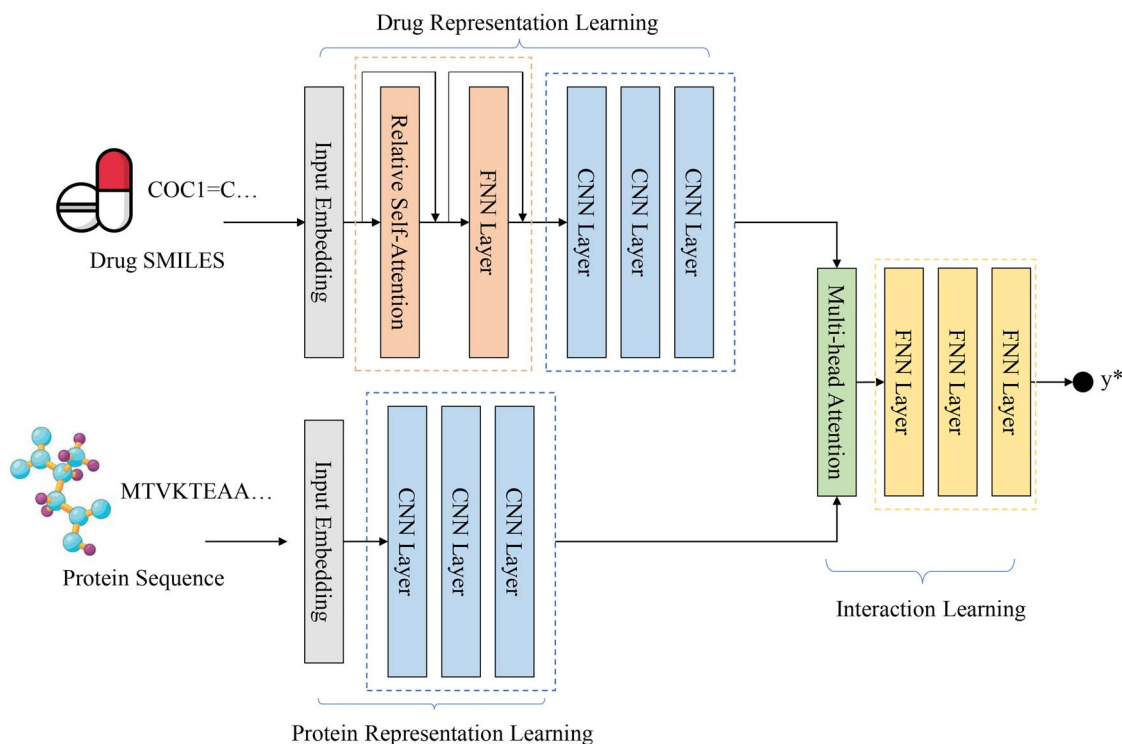 Drug Representation Learning
COC1=C…
Drug SMILES
Input Embedding
Relative Self-Attention
FNN Layer
CNN Layer
CNN Layer
CNN Layer
MTVKTEAA…
Protein Sequence
Input Embedding
CNN Layer
CNN Layer
CNN Layer
Protein Representation Learning
Multi-head Attention
FNN Layer
FNN Layer
FNN Layer
y*
Interaction Learning